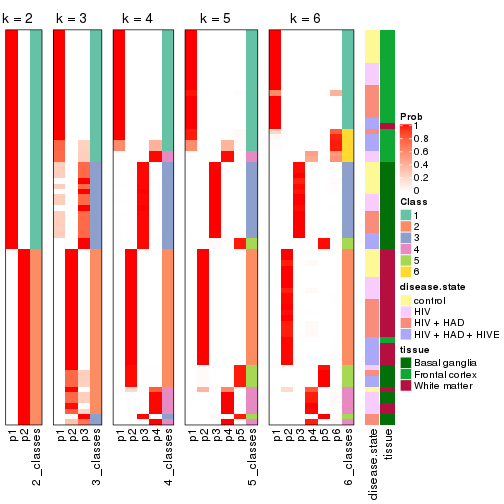 k = 2 k = 3 k = 4 k = 5 k = 6
p1 p2 2_classes p1 p2 p3 3_classes p1 p2 p3 p4 4_classes p1 p2 p3 p4 p5 5_classes p1 p2 p3 p4 p5 p6 6_classes disease.state tissue
Prob
1
0.8
0.6
0.4
0.2
0
Class
1
2
3
4
5
6
disease.state
control
HIV
HIV + HAD
HIV + HAD + HIVE
tissue
Basal ganglia
Frontal cortex
White matter